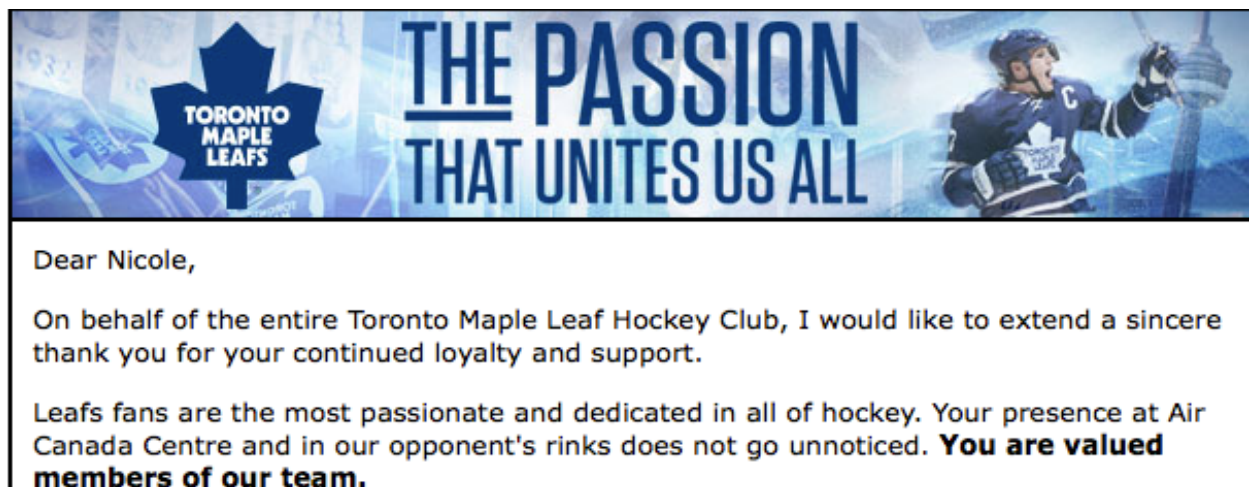 THE PASSION
THAT UNITES US ALL
TORONTO
MAPLE
LEAFS
C
TORONTO
MAPLE
LEAFS
Dear Nicole,
On behalf of the entire Toronto Maple Leaf Hockey Club, I would like to extend a sincere
thank you for your continued loyalty and support.
Leafs fans are the most passionate and dedicated in all of hockey. Your presence at Air
Canada Centre and in our opponent's rinks does not go unnoticed. You are valued
members of our team.